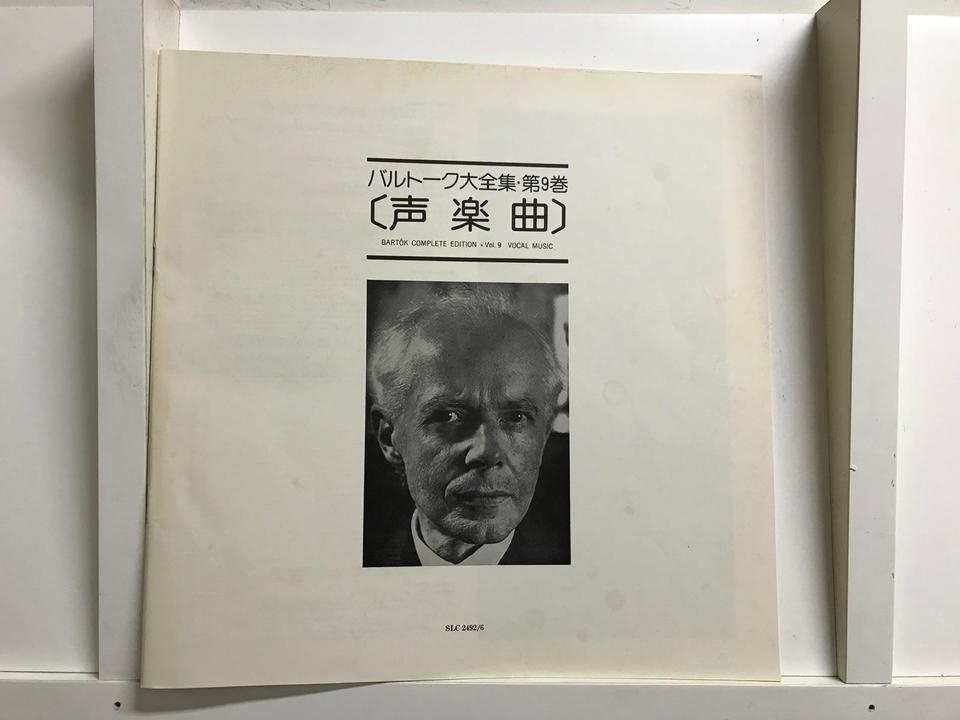 バルトーク大全集・第9巻
〔声楽曲〕
BARTÓK COMPLETE EDITION • Vol. 9 VOCAL MUSIC
SLC 2492/6